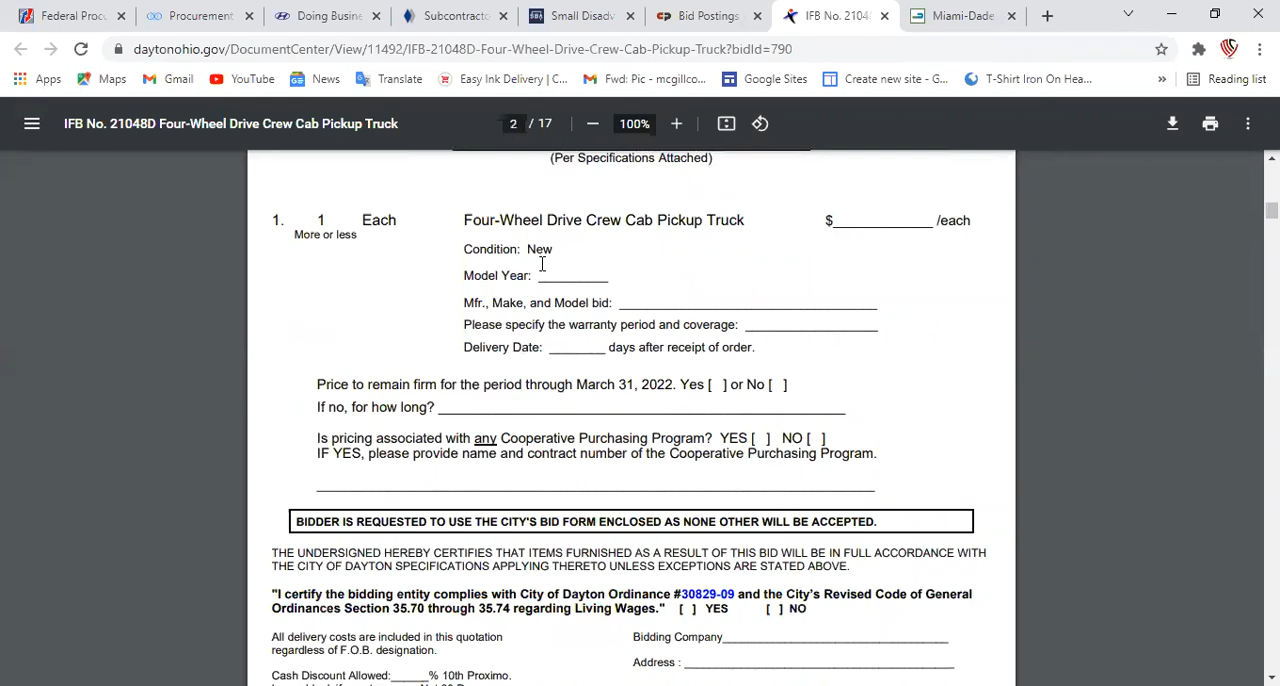 Federal Procu
Procurement
Doing Busine
Subcontracto
Small Disadv
Bid Postings
IFB No. 2104
Miami-Dade
daytonohio.gov/DocumentCenter/View/11492/IFB-21048D-Four-Wheel-Drive-Crew-Cab-Pickup-Truck?bidId=790
Apps
Maps
Gmail
YouTube
News
Translate
Easy Ink Delivery | C...
Fwd: Pic - mcgillco...
Google Sites
Create new site - G...
T-Shirt Iron On Hea...
»
Reading list
IFB No. 21048D Four-Wheel Drive Crew Cab Pickup Truck
2 / 17
100%
(Per Specifications Attached)
1. 1 Each Four-Wheel Drive Crew Cab Pickup Truck $_____________ /each
More or less
Condition: New
Model Year: __________
Mfr., Make, and Model bid: ______________________________________
Please specify the warranty period and coverage: ___________________
Delivery Date: ________ days after receipt of order.
Price to remain firm for the period through March 31, 2022. Yes [ ] or No [ ]
If no, for how long? ______________________________________________________
Is pricing associated with any Cooperative Purchasing Program? YES [ ] NO [ ]
IF YES, please provide name and contract number of the Cooperative Purchasing Program.
BIDDER IS REQUESTED TO USE THE CITY'S BID FORM ENCLOSED AS NONE OTHER WILL BE ACCEPTED.
THE UNDERSIGNED HEREBY CERTIFIES THAT ITEMS FURNISHED AS A RESULT OF THIS BID WILL BE IN FULL ACCORDANCE WITH
THE CITY OF DAYTON SPECIFICATIONS APPLYING THERETO UNLESS EXCEPTIONS ARE STATED ABOVE.
"I certify the bidding entity complies with City of Dayton Ordinance #30829-09 and the City's Revised Code of General
Ordinances Section 35.70 through 35.74 regarding Living Wages." [ ] YES [ ] NO
All delivery costs are included in this quotation
regardless of F.O.B. designation.
Bidding Company__________________________________
Address : _________________________________________
Cash Discount Allowed:______% 10th Proximo.